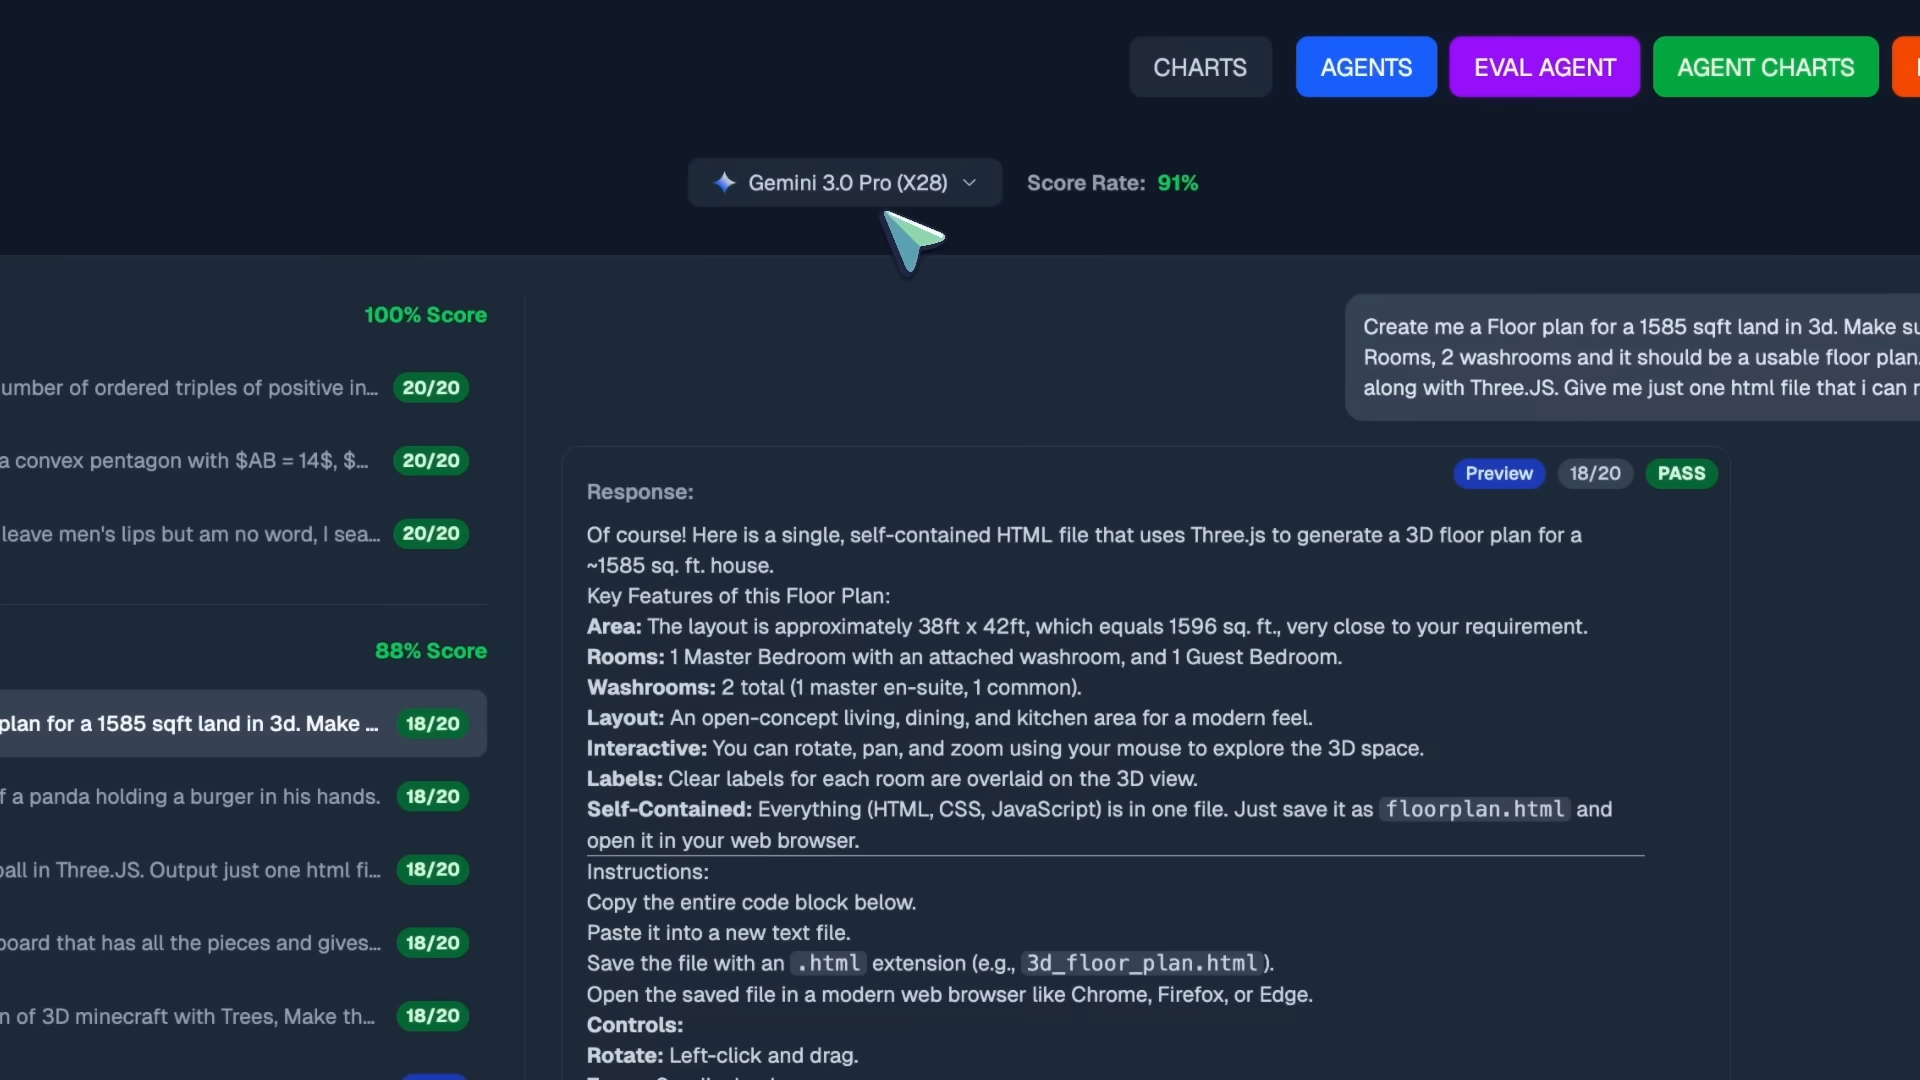 CHARTS
AGENTS
EVAL AGENT
AGENT CHARTS
Gemini 3.0 Pro (X28)
Score Rate: 91%
100% Score
umber of ordered triples of positive in... 20/20
a convex pentagon with $AB = 14$, $... 20/20
leave men's lips but am no word, I sea... 20/20
88% Score
plan for a 1585 sqft land in 3d. Make ... 18/20
f a panda holding a burger in his hands. 18/20
ball in Three.JS. Output just one html fi... 18/20
board that has all the pieces and gives... 18/20
n of 3D minecraft with Trees, Make th... 18/20
Create me a Floor plan for a 1585 sqft land in 3d. Make su
Rooms, 2 washrooms and it should be a usable floor plan.
along with Three.JS. Give me just one html file that i can r
Preview 18/20 PASS
Response:
Of course! Here is a single, self-contained HTML file that uses Three.js to generate a 3D floor plan for a
~1585 sq. ft. house.
Key Features of this Floor Plan:
Area: The layout is approximately 38ft x 42ft, which equals 1596 sq. ft., very close to your requirement.
Rooms: 1 Master Bedroom with an attached washroom, and 1 Guest Bedroom.
Washrooms: 2 total (1 master en-suite, 1 common).
Layout: An open-concept living, dining, and kitchen area for a modern feel.
Interactive: You can rotate, pan, and zoom using your mouse to explore the 3D space.
Labels: Clear labels for each room are overlaid on the 3D view.
Self-Contained: Everything (HTML, CSS, JavaScript) is in one file. Just save it as floorplan.html and
open it in your web browser.
Instructions:
Copy the entire code block below.
Paste it into a new text file.
Save the file with an .html extension (e.g., 3d_floor_plan.html).
Open the saved file in a modern web browser like Chrome, Firefox, or Edge.
Controls:
Rotate: Left-click and drag.